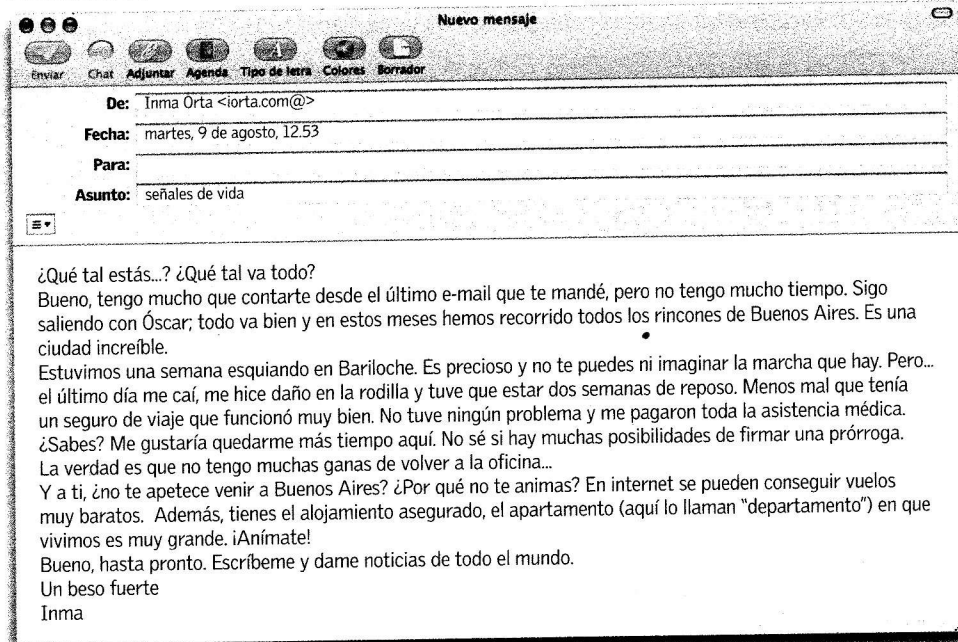 Nuevo mensaje
Enviar Chat Adjuntar Agenda Tipo de letra Colores Borrador
De: Inma Orta <iorta.com@>
Fecha: martes, 9 de agosto, 12.53
Para:
Asunto: señales de vida
¿Qué tal estás...? ¿Qué tal va todo?
Bueno, tengo mucho que contarte desde el último e-mail que te mandé, pero no tengo mucho tiempo. Sigo
saliendo con Óscar; todo va bien y en estos meses hemos recorrido todos los rincones de Buenos Aires. Es una
ciudad increíble.
Estuvimos una semana esquiando en Bariloche. Es precioso y no te puedes ni imaginar la marcha que hay. Pero...
el último día me caí, me hice daño en la rodilla y tuve que estar dos semanas de reposo. Menos mal que tenía
un seguro de viaje que funcionó muy bien. No tuve ningún problema y me pagaron toda la asistencia médica.
¿Sabes? Me gustaría quedarme más tiempo aquí. No sé si hay muchas posibilidades de firmar una prórroga.
La verdad es que no tengo muchas ganas de volver a la oficina...
Y a ti, ¿no te apetece venir a Buenos Aires? ¿Por qué no te animas? En internet se pueden conseguir vuelos
muy baratos. Además, tienes el alojamiento asegurado, el apartamento (aquí lo llaman "departamento") en que
vivimos es muy grande. ¡Anímate!
Bueno, hasta pronto. Escríbeme y dame noticias de todo el mundo.
Un beso fuerte
Inma